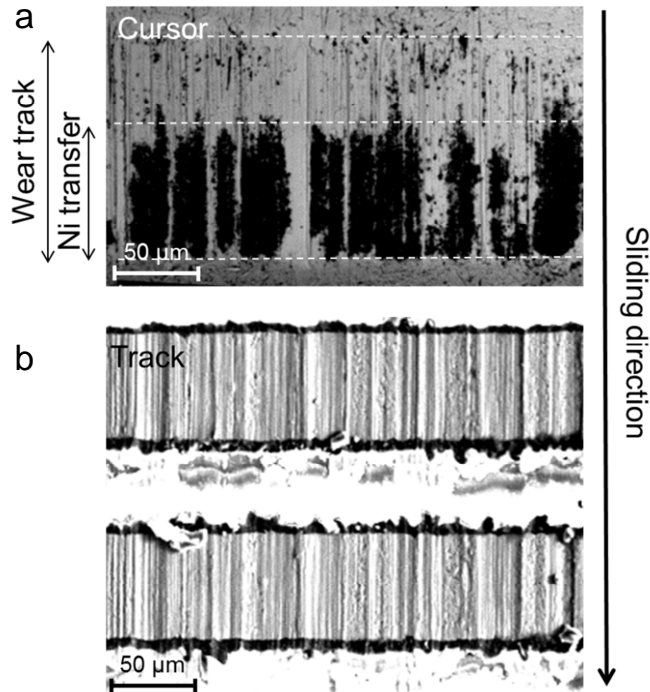 a
Cursor
Wear track
Ni transfer
50 µm
Sliding direction
b
Track
50 µm